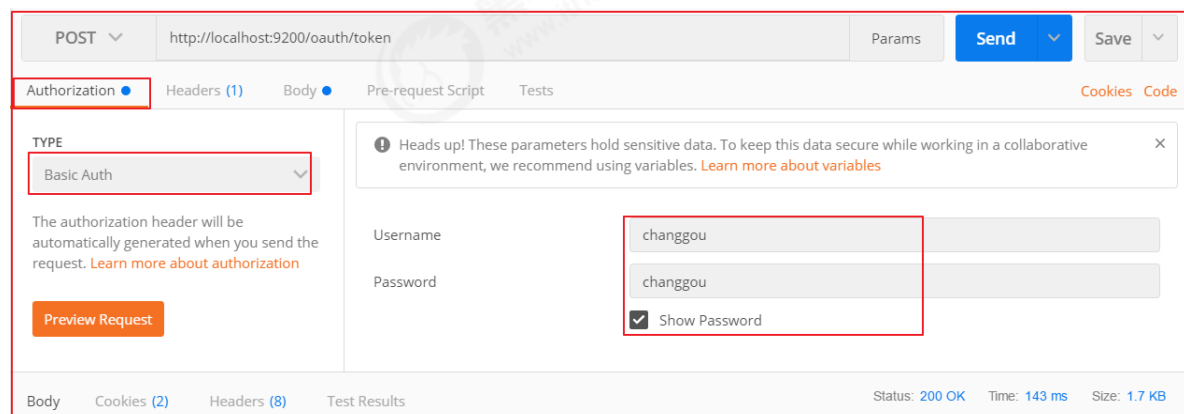 POST http://localhost:9200/oauth/token Params Send Save
Authorization Headers (1) Body Pre-request Script Tests Cookies Code
TYPE
Basic Auth
The authorization header will be
automatically generated when you send the
request. Learn more about authorization
Preview Request
Heads up! These parameters hold sensitive data. To keep this data secure while working in a collaborative
environment, we recommend using variables. Learn more about variables
Username changgou
Password changgou
Show Password
Body Cookies (2) Headers (8) Test Results Status: 200 OK Time: 143 ms Size: 1.7 KB